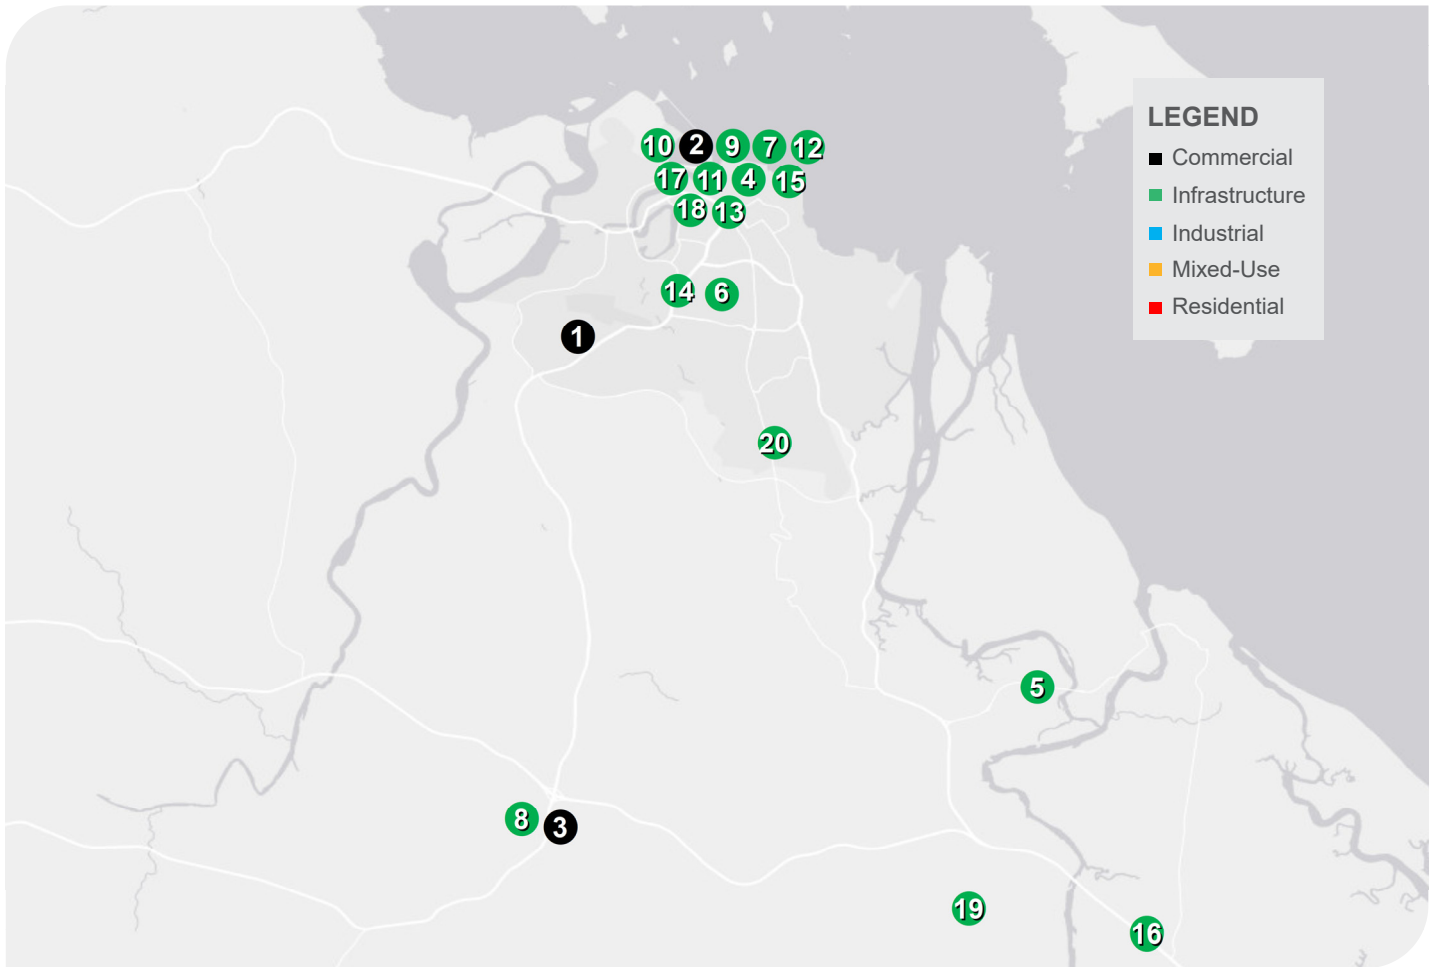 LEGEND
Commercial
Infrastructure
Industrial
Mixed-Use
Residential
10 2 9 7 12
17 11 4 15
18 13
14 6
1
20
5
8 3
19
16